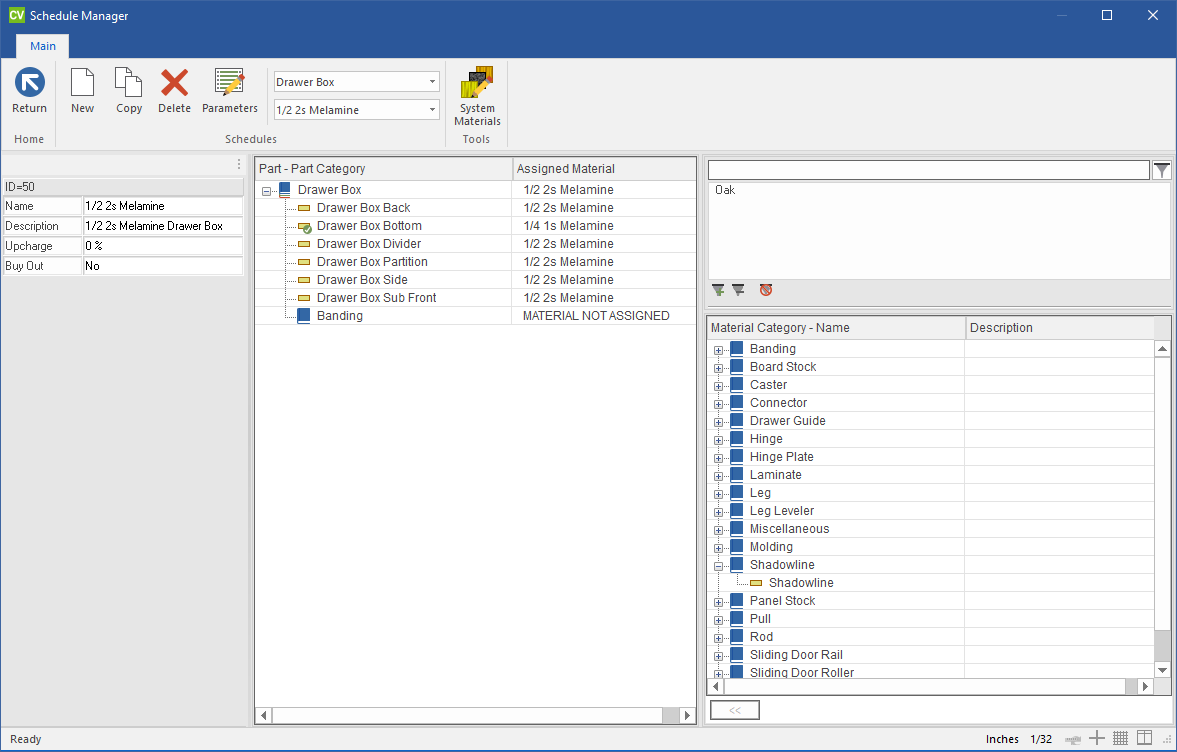 CV Schedule Manager
Main
Return
New
Copy
Delete
Parameters
Drawer Box
1/2 2s Melamine
System
Materials
Home
Schedules
Tools
ID=50
Name 1/2 2s Melamine
Description 1/2 2s Melamine Drawer Box
Upcharge 0 %
Buy Out No
Part - Part Category Assigned Material
Drawer Box 1/2 2s Melamine
Drawer Box Back 1/2 2s Melamine
Drawer Box Bottom 1/4 1s Melamine
Drawer Box Divider 1/2 2s Melamine
Drawer Box Partition 1/2 2s Melamine
Drawer Box Side 1/2 2s Melamine
Drawer Box Sub Front 1/2 2s Melamine
Banding MATERIAL NOT ASSIGNED
Oak
Material Category - Name Description
Banding
Board Stock
Caster
Connector
Drawer Guide
Hinge
Hinge Plate
Laminate
Leg
Leg Leveler
Miscellaneous
Molding
Shadowline
Shadowline
Panel Stock
Pull
Rod
Sliding Door Rail
Sliding Door Roller
<<
Ready
Inches 1/32